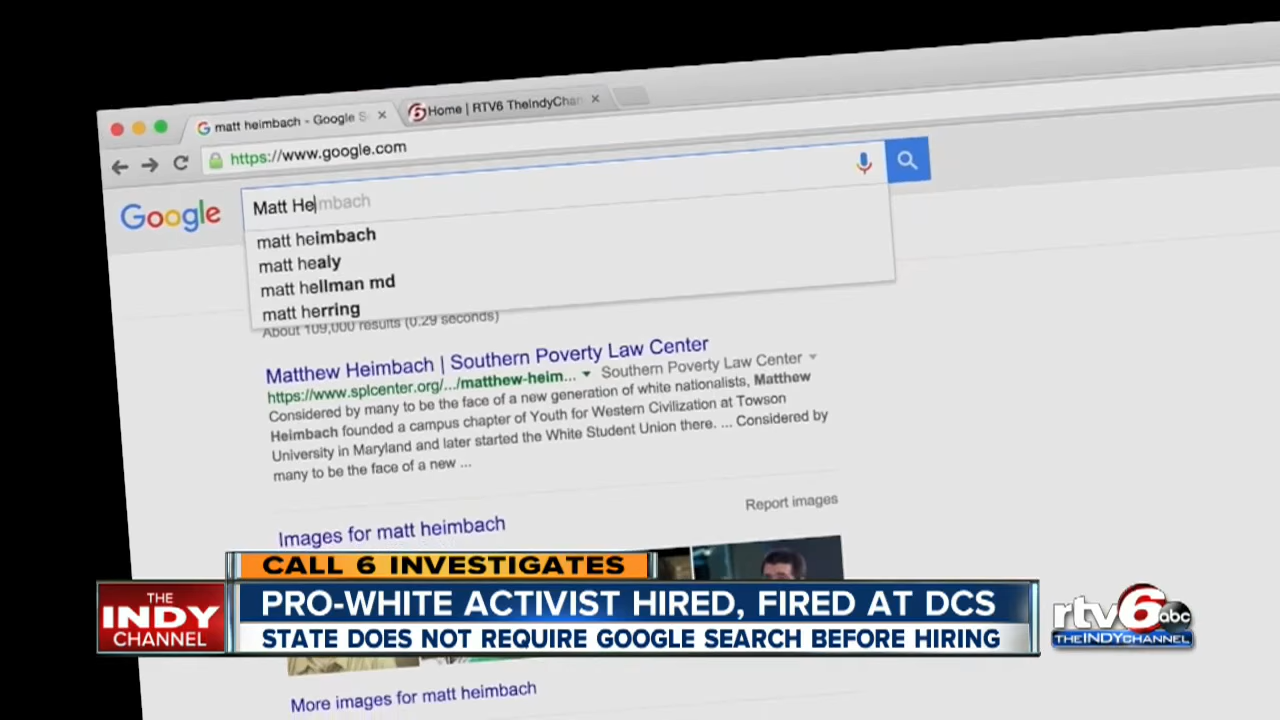 matt heimbach - Google S
Home | RTV6 TheIndyChan
https://www.google.com
Google
Matt Heimbach
matt heimbach
matt healy
matt hellman md
matt herring
About 109,000 results (0.29 seconds)
Matthew Heimbach | Southern Poverty Law Center
https://www.splcenter.org/.../matthew-heim... Southern Poverty Law Center
Considered by many to be the face of a new generation of white nationalists, Matthew
Heimbach founded a campus chapter of Youth for Western Civilization at Towson
University in Maryland and later started the White Student Union there. ... Considered by
many to be the face of a new ...
Report images
Images for matt heimbach
CALL 6 INVESTIGATES
THE
INDY
CHANNEL
PRO-WHITE ACTIVIST HIRED, FIRED AT DCS
STATE DOES NOT REQUIRE GOOGLE SEARCH BEFORE HIRING
rtv6 abc
THEINDYCHANNEL
More images for matt heimbach